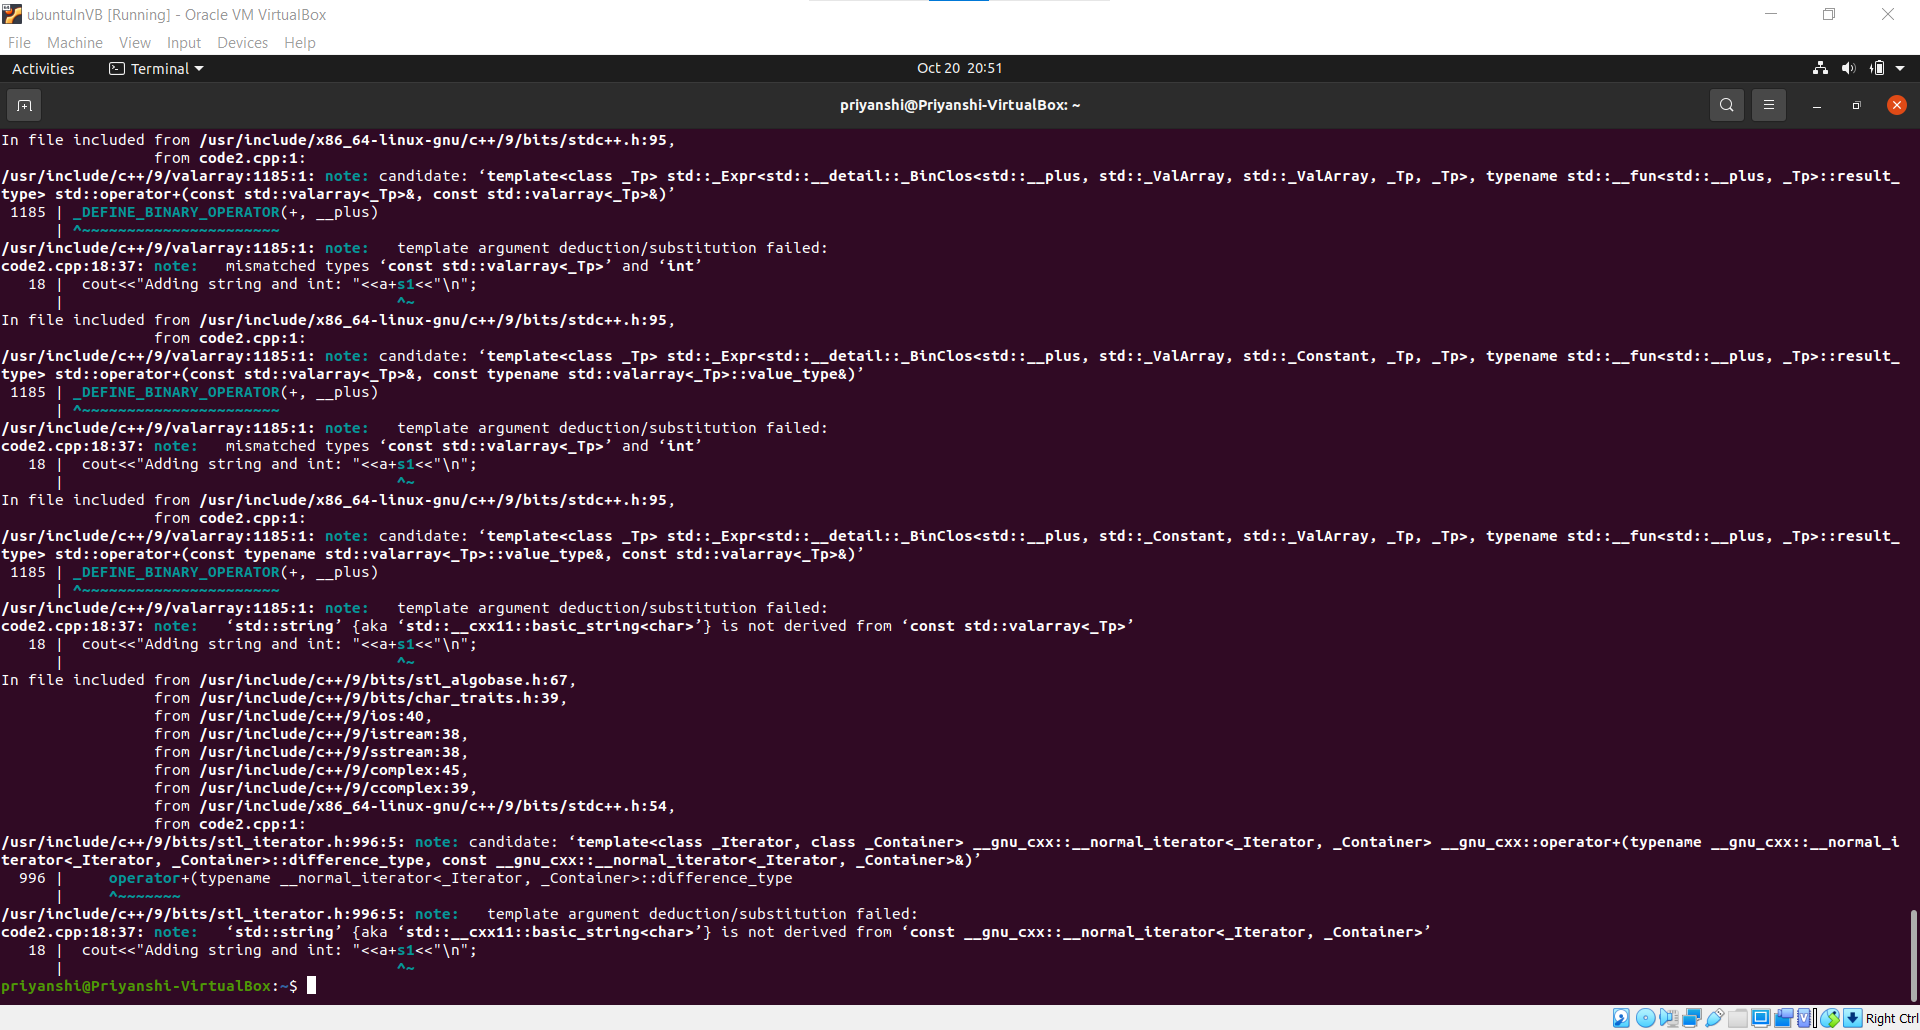 ubuntuInVB [Running] - Oracle VM VirtualBox
File Machine View Input Devices Help
Activities Terminal Oct 20 20:51
priyanshi@Priyanshi-VirtualBox: ~
In file included from /usr/include/x86_64-linux-gnu/c++/9/bits/stdc++.h:95,
                 from code2.cpp:1:
/usr/include/c++/9/valarray:1185:1: note: candidate: ‘template<class _Tp> std::_Expr<std::__detail::_BinClos<std::__plus, std::_ValArray, std::_ValArray, _Tp, _Tp>, typename std::__fun<std::__plus, _Tp>::result_
type> std::operator+(const std::valarray<_Tp>&, const std::valarray<_Tp>&)’
 1185 | _DEFINE_BINARY_OPERATOR(+, __plus)
      | ^~~~~~~~~~~~~~~~~~~~~~~
/usr/include/c++/9/valarray:1185:1: note:   template argument deduction/substitution failed:
code2.cpp:18:37: note:   mismatched types ‘const std::valarray<_Tp>’ and ‘int’
   18 |  cout<<"Adding string and int: "<<a+s1<<"\n";
      |                                     ^~
In file included from /usr/include/x86_64-linux-gnu/c++/9/bits/stdc++.h:95,
                 from code2.cpp:1:
/usr/include/c++/9/valarray:1185:1: note: candidate: ‘template<class _Tp> std::_Expr<std::__detail::_BinClos<std::__plus, std::_ValArray, std::_Constant, _Tp, _Tp>, typename std::__fun<std::__plus, _Tp>::result_
type> std::operator+(const std::valarray<_Tp>&, const typename std::valarray<_Tp>::value_type&)’
 1185 | _DEFINE_BINARY_OPERATOR(+, __plus)
      | ^~~~~~~~~~~~~~~~~~~~~~~
/usr/include/c++/9/valarray:1185:1: note:   template argument deduction/substitution failed:
code2.cpp:18:37: note:   mismatched types ‘const std::valarray<_Tp>’ and ‘int’
   18 |  cout<<"Adding string and int: "<<a+s1<<"\n";
      |                                     ^~
In file included from /usr/include/x86_64-linux-gnu/c++/9/bits/stdc++.h:95,
                 from code2.cpp:1:
/usr/include/c++/9/valarray:1185:1: note: candidate: ‘template<class _Tp> std::_Expr<std::__detail::_BinClos<std::__plus, std::_Constant, std::_ValArray, _Tp, _Tp>, typename std::__fun<std::__plus, _Tp>::result_
type> std::operator+(const typename std::valarray<_Tp>::value_type&, const std::valarray<_Tp>&)’
 1185 | _DEFINE_BINARY_OPERATOR(+, __plus)
      | ^~~~~~~~~~~~~~~~~~~~~~~
/usr/include/c++/9/valarray:1185:1: note:   template argument deduction/substitution failed:
code2.cpp:18:37: note:   ‘std::string’ {aka ‘std::__cxx11::basic_string<char>’} is not derived from ‘const std::valarray<_Tp>’
   18 |  cout<<"Adding string and int: "<<a+s1<<"\n";
      |                                     ^~
In file included from /usr/include/c++/9/bits/stl_algobase.h:67,
                 from /usr/include/c++/9/bits/char_traits.h:39,
                 from /usr/include/c++/9/ios:40,
                 from /usr/include/c++/9/istream:38,
                 from /usr/include/c++/9/sstream:38,
                 from /usr/include/c++/9/complex:45,
                 from /usr/include/c++/9/ccomplex:39,
                 from /usr/include/x86_64-linux-gnu/c++/9/bits/stdc++.h:54,
                 from code2.cpp:1:
/usr/include/c++/9/bits/stl_iterator.h:996:5: note: candidate: ‘template<class _Iterator, class _Container> __gnu_cxx::__normal_iterator<_Iterator, _Container> __gnu_cxx::operator+(typename __gnu_cxx::__normal_i
terator<_Iterator, _Container>::difference_type, const __gnu_cxx::__normal_iterator<_Iterator, _Container>&)’
  996 |     operator+(typename __normal_iterator<_Iterator, _Container>::difference_type
      |     ^~~~~~~~
/usr/include/c++/9/bits/stl_iterator.h:996:5: note:   template argument deduction/substitution failed:
code2.cpp:18:37: note:   ‘std::string’ {aka ‘std::__cxx11::basic_string<char>’} is not derived from ‘const __gnu_cxx::__normal_iterator<_Iterator, _Container>’
   18 |  cout<<"Adding string and int: "<<a+s1<<"\n";
      |                                     ^~
priyanshi@Priyanshi-VirtualBox:~$
Right Ctrl